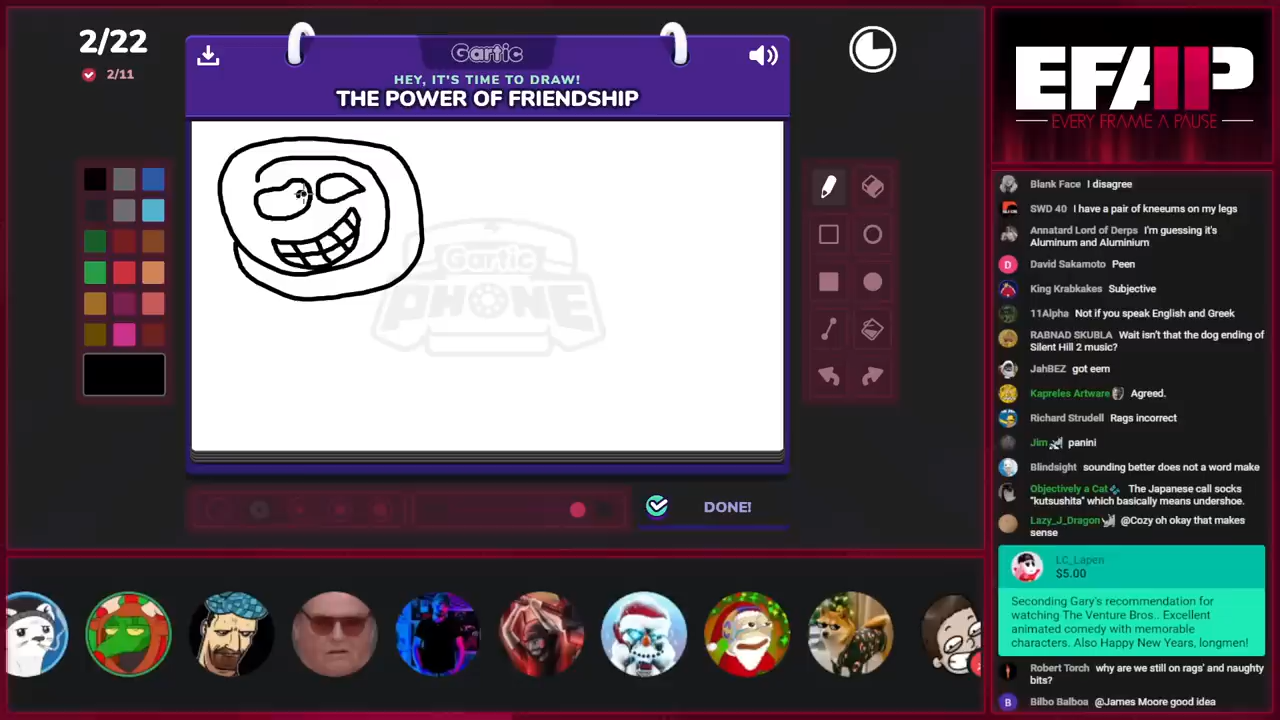 2/22
2/11
Gartic
HEY, IT'S TIME TO DRAW!
THE POWER OF FRIENDSHIP
Gartic
PHONE
DONE!
EFAP
EVERY FRAME A PAUSE
Blank Face I disagree
SWD 40 I have a pair of kneeums on my legs
Annatard Lord of Derps I'm guessing it's
Aluminum and Aluminium
D David Sakamoto Peen
King Krabkakes Subjective
11Alpha Not if you speak English and Greek
RABNAD SKUBLA Wait isn't that the dog ending of
Silent Hill 2 music?
JahBEZ got eem
Kapreles Artware Agreed.
Richard Strudell Rags incorrect
Jim panini
Blindsight sounding better does not a word make
Objectively a Cat The Japanese call socks
"kutsushita" which basically means undershoe.
Lazy_J_Dragon @Cozy oh okay that makes
sense
LC_Lapen
$5.00
Seconding Gary's recommendation for
watching The Venture Bros.. Excellent
animated comedy with memorable
characters. Also Happy New Years, longmen!
Robert Torch why are we still on rags' and naughty
bits?
B Bilbo Balboa @James Moore good idea